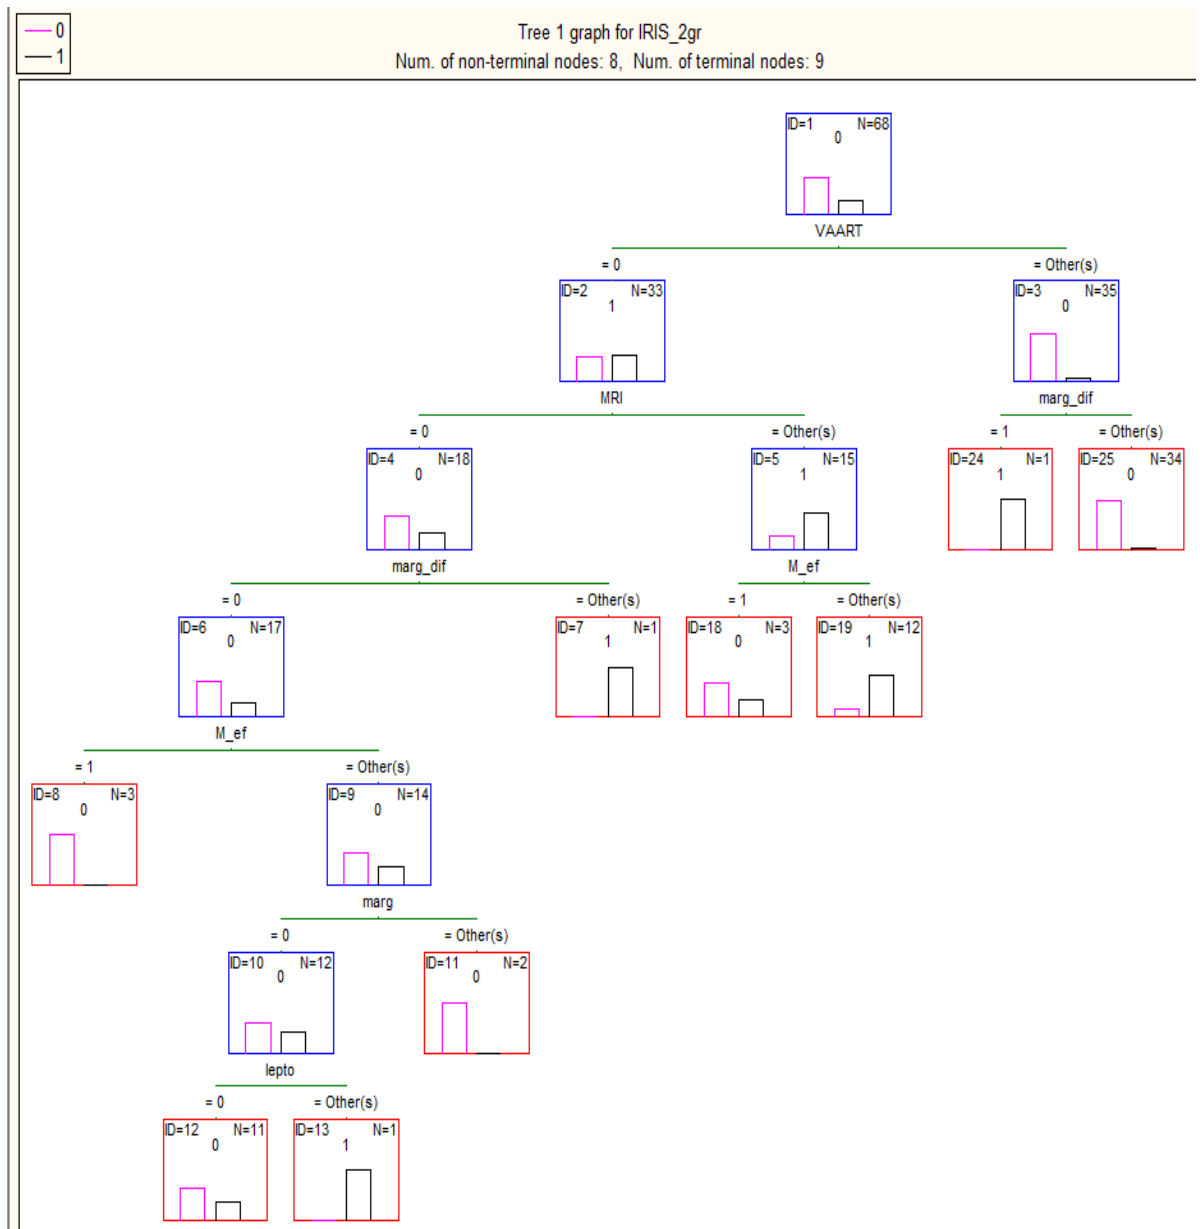 0
1
Tree 1 graph for IRIS_2gr
Num. of non-terminal nodes: 8, Num. of terminal nodes: 9
ID=1 N=68
0
VAART
= 0 = Other(s)
ID=2 N=33 ID=3 N=35
1 0
MRI marg_dif
= 0 = Other(s) = 1 = Other(s)
ID=4 N=18 ID=5 N=15 ID=24 N=1 ID=25 N=34
0 1 1 0
marg_dif M_ef
= 0 = Other(s) = 1 = Other(s)
ID=6 N=17 ID=7 N=1 ID=18 N=3 ID=19 N=12
0 1 0 1
M_ef
= 1 = Other(s)
ID=8 N=3 ID=9 N=14
0 0
marg
= 0 = Other(s)
ID=10 N=12 ID=11 N=2
0 0
lepto
= 0 = Other(s)
ID=12 N=11 ID=13 N=1
0 1